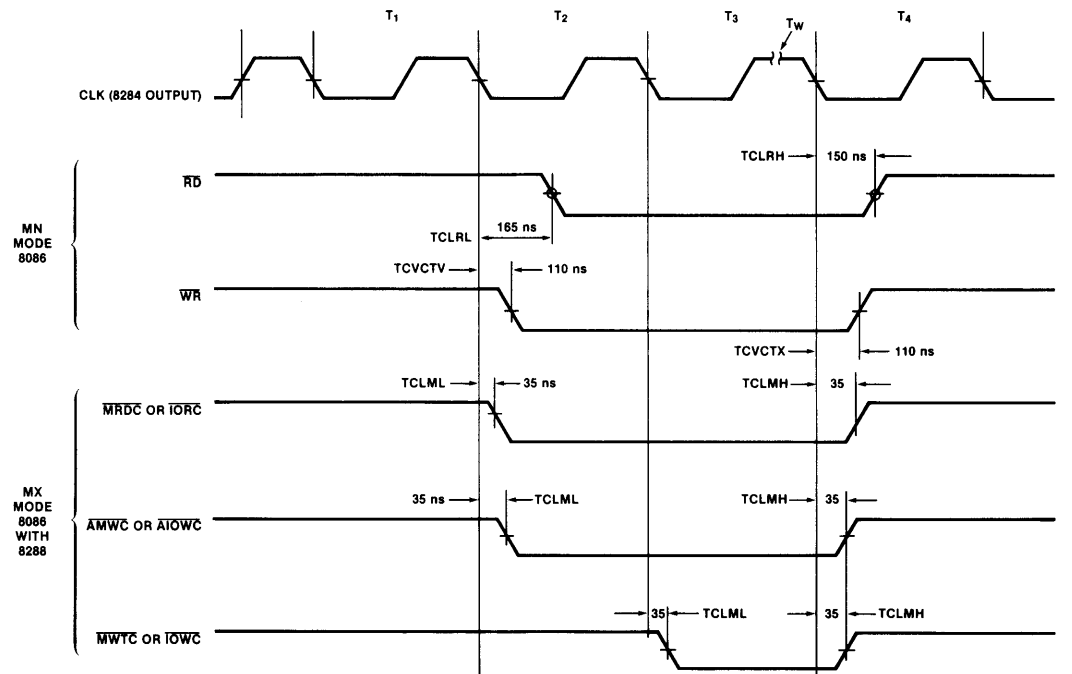 T1 T2 T3 TW T4
CLK (8284 OUTPUT)
TCLRH 150 ns
RD
MN
MODE
8086
165 ns
TCLRL
TCVCTV 110 ns
WR
TCVCTX 110 ns
TCLML 35 ns TCLMH 35
MRDC OR IORC
MX
MODE
8086
WITH
8288
35 ns TCLML TCLMH 35
AMWC OR AIOWC
35 TCLML 35 TCLMH
MWTC OR IOWC